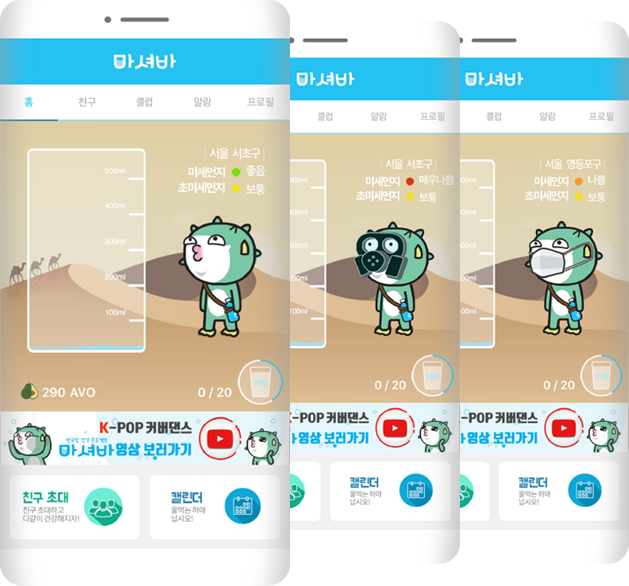 마셔바
홈
친구
클럽
알람
프로필
서울 서초구
미세먼지 좋음
초미세먼지 보통
500ml
400ml
300ml
200ml
100ml
290 AVO
0 / 20
K-POP 커버댄스
마셔바 영상 보러가기
친구 초대
친구 초대하고
다같이 건강해지자!
캘린더
물먹는 하마
납시오!
마셔바
클럽
알람
프로필
서울 서초구
미세먼지 매우나쁨
초미세먼지 보통
0 / 20
K-POP 커버댄스
영상 보러가기
캘린더
물먹는 하마
납시오!
마셔바
클럽
알람
프로필
서울 영등포구
미세먼지 나쁨
초미세먼지 보통
0 / 20
K-POP 커버댄스
영상 보러가기
캘린더
물먹는 하마
납시오!